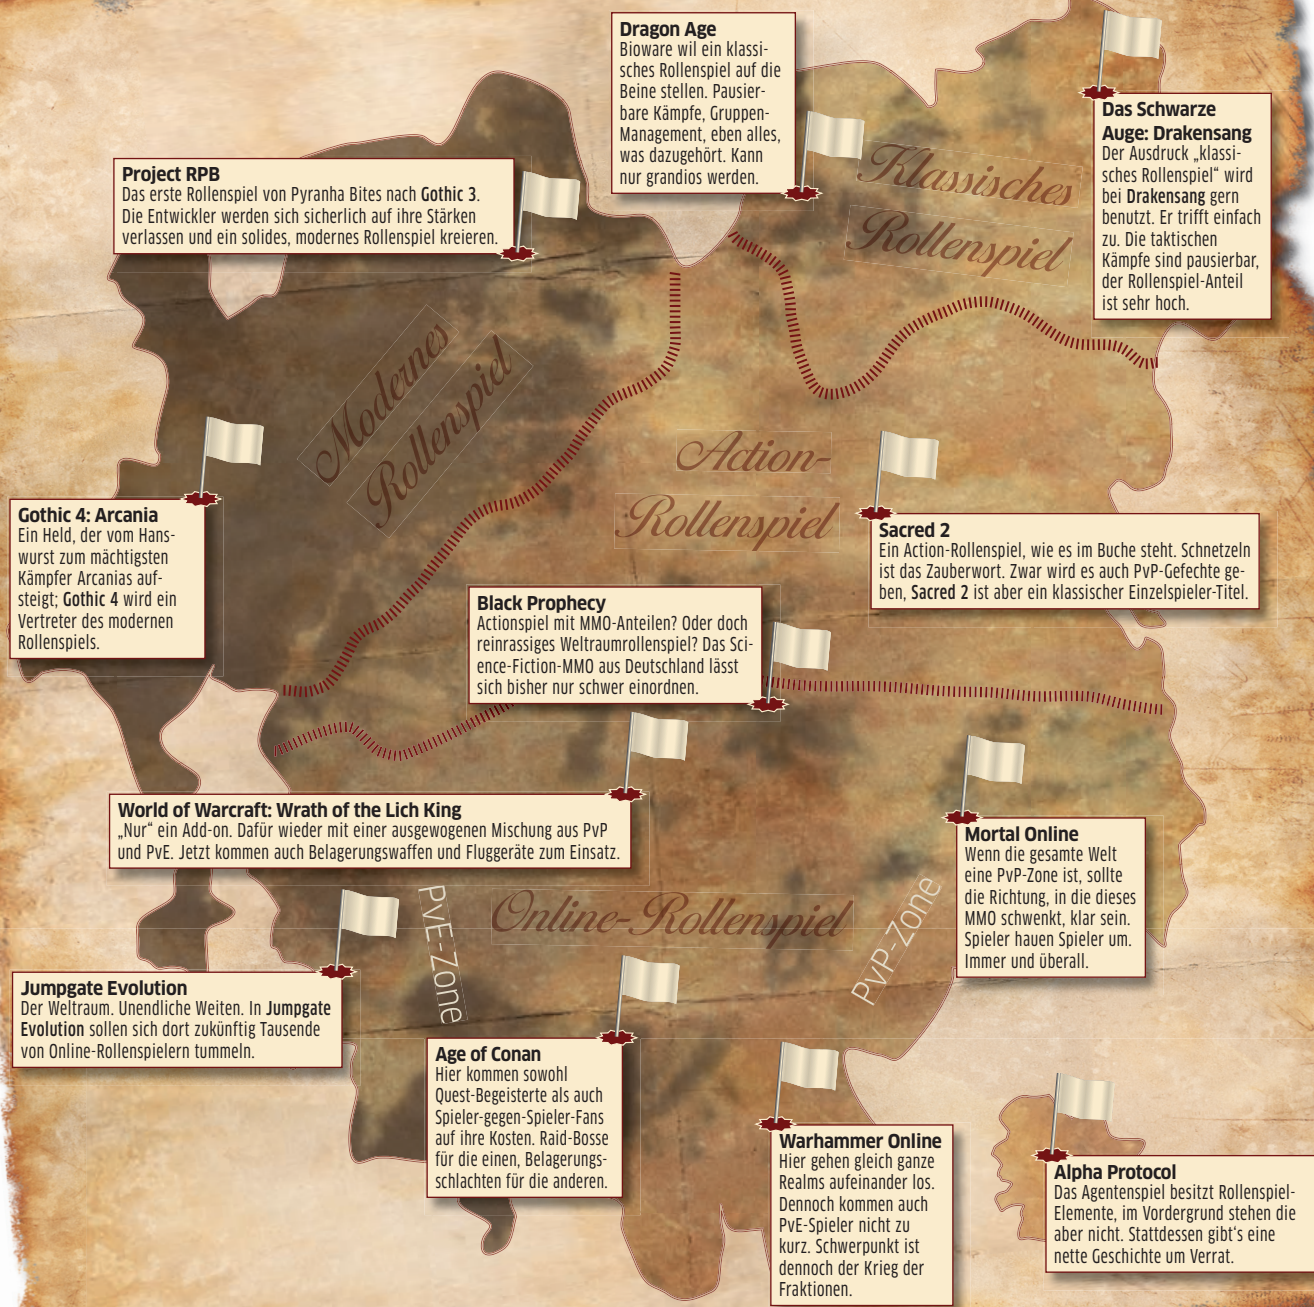 Dragon Age
Bioware wil ein klassi-
sches Rollenspiel auf die
Beine stellen. Pausier-
bare Kämpfe, Gruppen-
Management, eben alles,
was dazugehört. Kann
nur grandios werden.
Das Schwarze
Auge: Drakensang
Der Ausdruck „klassi-
sches Rollenspiel“ wird
bei Drakensang gern
benutzt. Er trifft einfach
zu. Die taktischen
Kämpfe sind pausierbar,
der Rollenspiel-Anteil
ist sehr hoch.
Klassisches
Rollenspiel
Project RPB
Das erste Rollenspiel von Pyranha Bites nach Gothic 3.
Die Entwickler werden sich sicherlich auf ihre Stärken
verlassen und ein solides, modernes Rollenspiel kreieren.
Modernes
Rollenspiel
Action-
Rollenspiel
Gothic 4: Arcania
Ein Held, der vom Hans-
wurst zum mächtigsten
Kämpfer Arcanias auf-
steigt; Gothic 4 wird ein
Vertreter des modernen
Rollenspiels.
Sacred 2
Ein Action-Rollenspiel, wie es im Buche steht. Schnetzeln
ist das Zauberwort. Zwar wird es auch PvP-Gefechte ge-
ben, Sacred 2 ist aber ein klassischer Einzelspieler-Titel.
Black Prophecy
Actionspiel mit MMO-Anteilen? Oder doch
reinrassiges Weltraumrollenspiel? Das Sci-
ence-Fiction-MMO aus Deutschland lässt
sich bisher nur schwer einordnen.
World of Warcraft: Wrath of the Lich King
„Nur“ ein Add-on. Dafür wieder mit einer ausgewogenen Mischung aus PvP
und PvE. Jetzt kommen auch Belagerungswaffen und Fluggeräte zum Einsatz.
Mortal Online
Wenn die gesamte Welt
eine PvP-Zone ist, sollte
die Richtung, in die dieses
MMO schwenkt, klar sein.
Spieler hauen Spieler um.
Immer und überall.
PvE-Zone
Online-Rollenspiel
PvP-Zone
Jumpgate Evolution
Der Weltraum. Unendliche Weiten. In Jumpgate
Evolution sollen sich dort zukünftig Tausende
von Online-Rollenspielern tummeln.
Age of Conan
Hier kommen sowohl
Quest-Begeisterte als auch
Spieler-gegen-Spieler-Fans
auf ihre Kosten. Raid-Bosse
für die einen, Belagerungs-
schlachten für die anderen.
Warhammer Online
Hier gehen gleich ganze
Realms aufeinander los.
Dennoch kommen auch
PvE-Spieler nicht zu
kurz. Schwerpunkt ist
dennoch der Krieg der
Fraktionen.
Alpha Protocol
Das Agentenspiel besitzt Rollenspiel-
Elemente, im Vordergrund stehen die
aber nicht. Stattdessen gibt‘s eine
nette Geschichte um Verrat.